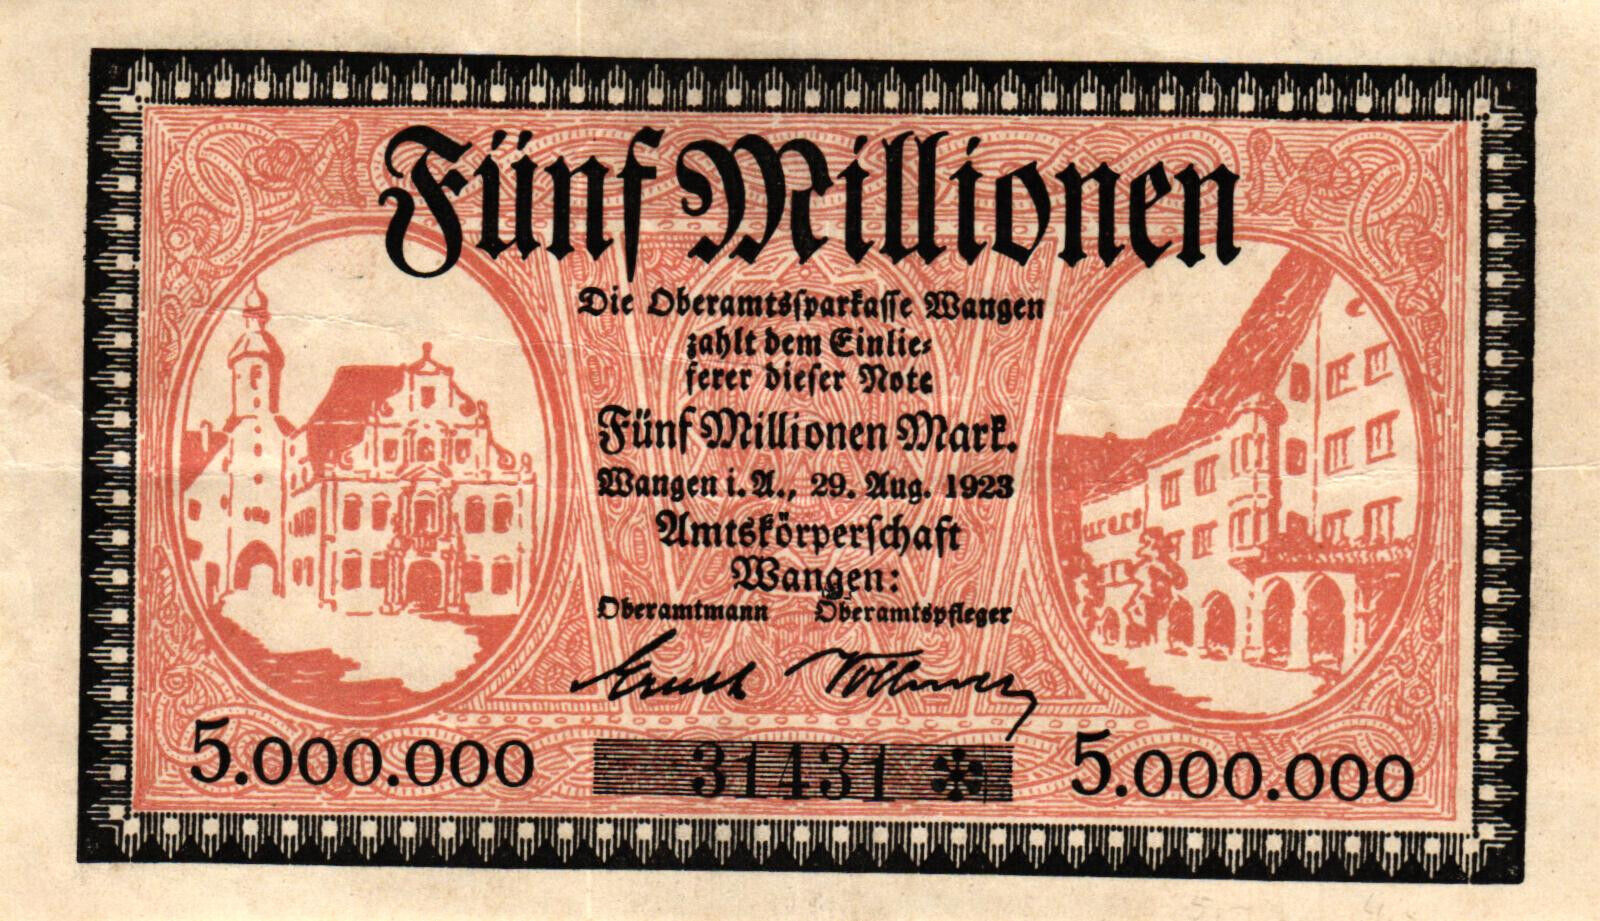 Fünf Millionen
Die Oberamtssparkasse Wangen
zahlt dem Einlie⸗
ferer dieser Note
Fünf Millionen Mark.
Wangen i. A., 29. Aug. 1923
Amtskörperschaft
Wangen:
Oberamtmann Oberamtspfleger
5.000.000 31431 * 5.000.000